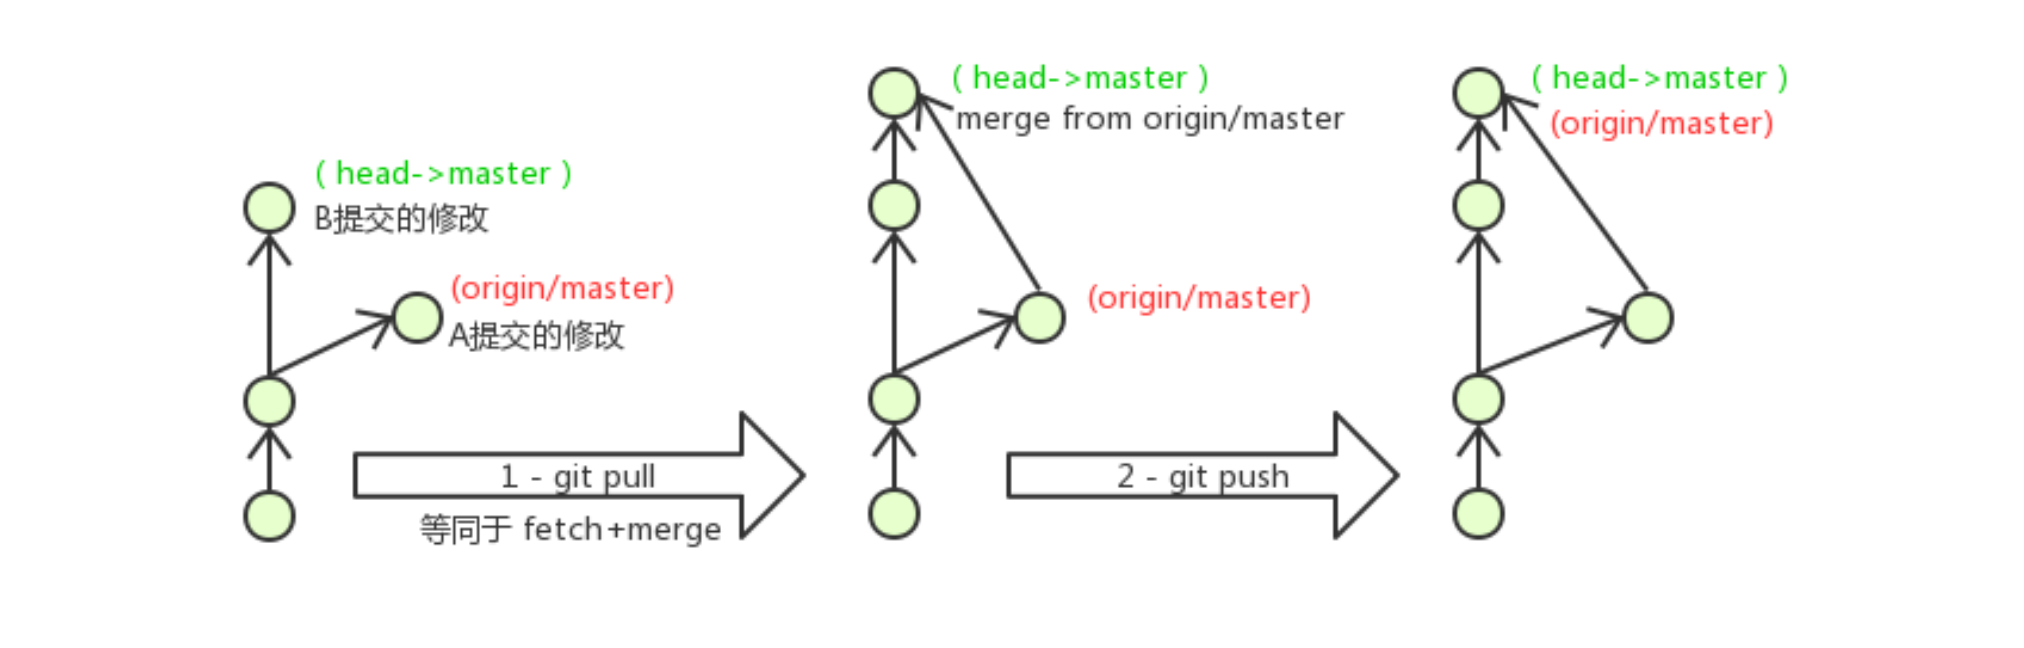 ( head->master )
B提交的修改
(origin/master)
A提交的修改
1 - git pull
等同于 fetch+merge
( head->master )
merge from origin/master
(origin/master)
2 - git push
( head->master )
(origin/master)